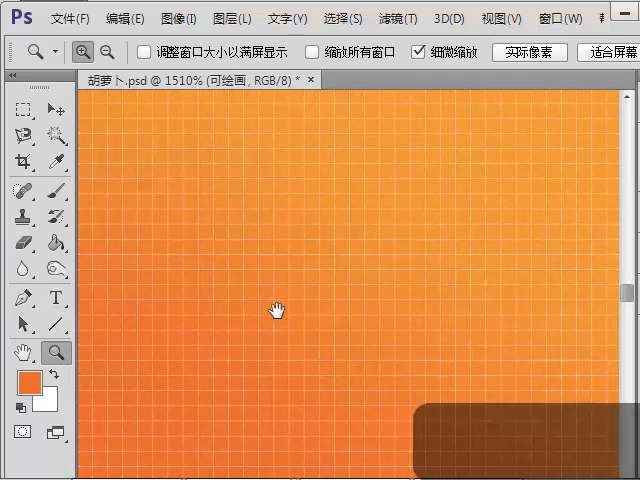 Ps 文件(F) 编辑(E) 图像(I) 图层(L) 文字(Y) 选择(S) 滤镜(T) 3D(D) 视图(V) 窗口(W)
调整窗口大小以满屏显示 缩放所有窗口 细微缩放 实际像素 适合屏幕
胡萝卜.psd @ 1510% (可绘画, RGB/8) * ×
T